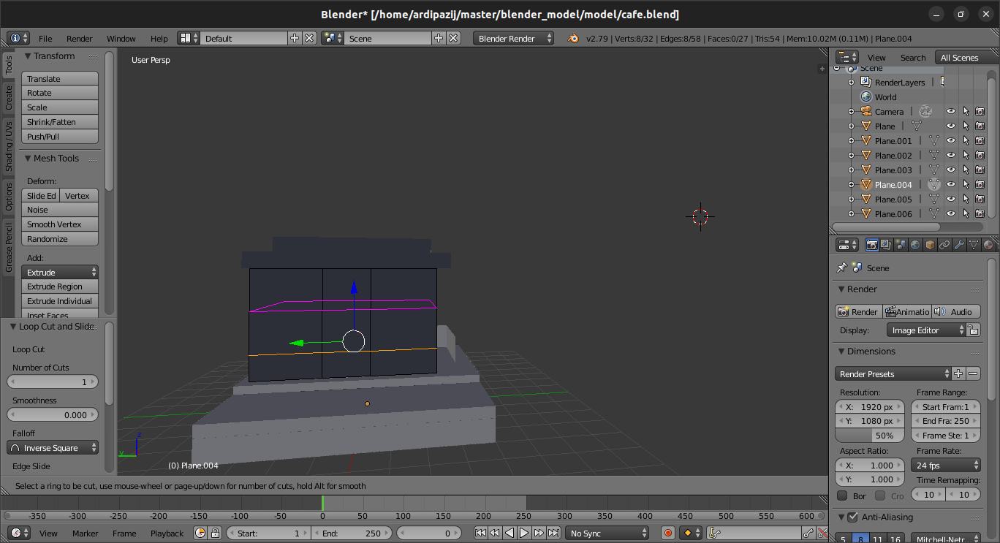 Blender* [/home/ardipazij/master/blender_model/model/cafe.blend]
File Render Window Help Default Scene Blender Render v2.79 | Verts:8/32 | Edges:8/58 | Faces:0/27 | Tris:54 | Mem:10.02M (0.11M) | Plane.004
Tools
Create
Shading / UVs
Options
Grease Pencil
Transform
Translate
Rotate
Scale
Shrink/Fatten
Push/Pull
Mesh Tools
Deform:
Slide Ed Vertex
Noise
Smooth Vertex
Randomize
Add:
Extrude
Extrude Region
Extrude Individual
Inset Faces
Loop Cut and Slide
Loop Cut
Number of Cuts
1
Smoothness
0.000
Falloff
Inverse Square
Edge Slide
User Persp
z
y
(0) Plane.004
Select a ring to be cut, use mouse-wheel or page-up/down for number of cuts, hold Alt for smooth
View Search All Scenes
Scene
RenderLayers |
World
Camera |
Plane |
Plane.001 |
Plane.002 |
Plane.003 |
Plane.004 |
Plane.005 |
Plane.006 |
Scene
Render
Render Animatio Audio
Display: Image Editor
Dimensions
Render Presets
Resolution: Frame Range:
X: 1920 px Start Fram:1
Y: 1080 px End Fra: 250
50% Frame Ste: 1
Aspect Ratio: Frame Rate:
X: 1.000 24 fps
Y: 1.000 Time Remapping:
Bor Cro 10 10
Anti-Aliasing
5 8 11 16 Mitchell-Netr...
-350 -300 -250 -200 -150 -100 -50 0 50 100 150 200 250 300 350 400 450 500 550 600
View Marker Frame Playback Start: 1 End: 250 0 No Sync